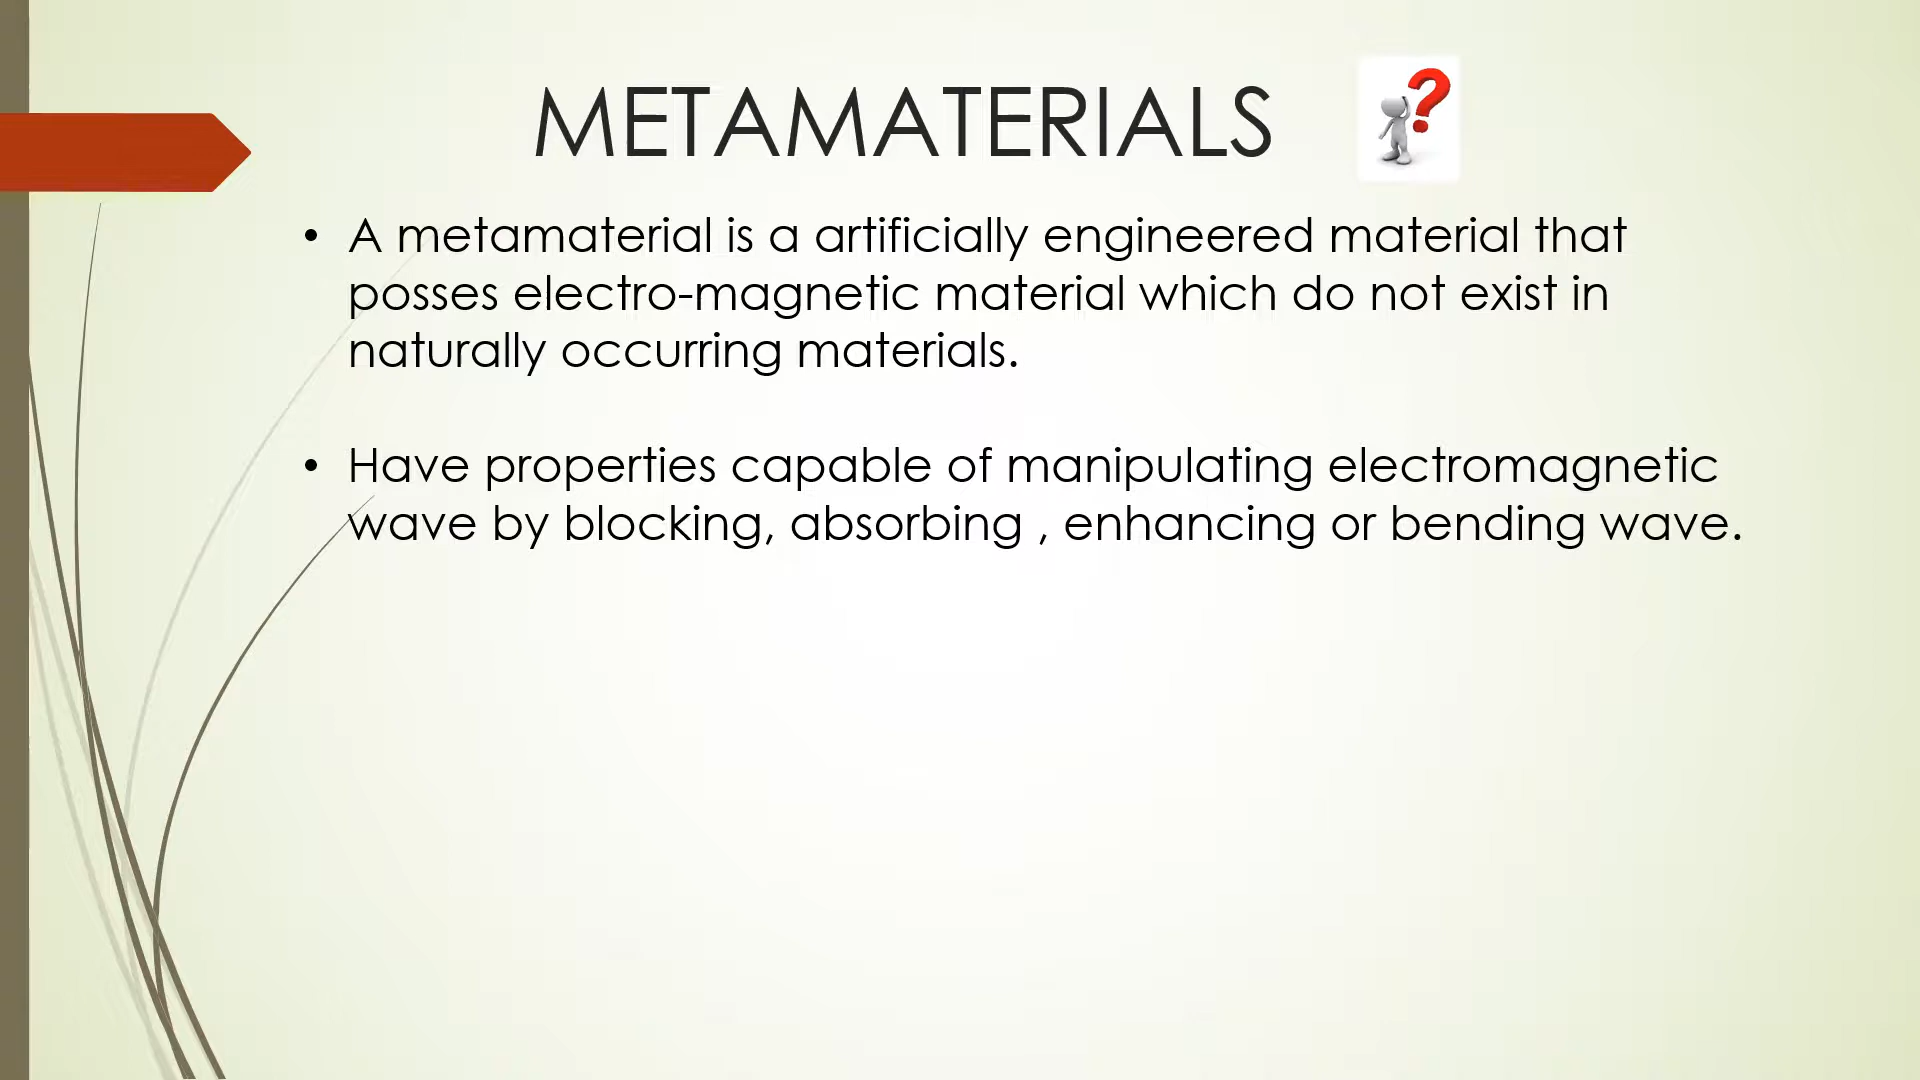 METAMATERIALS
• A metamaterial is a artificially engineered material that
posses electro-magnetic material which do not exist in
naturally occurring materials.
• Have properties capable of manipulating electromagnetic
wave by blocking, absorbing , enhancing or bending wave.